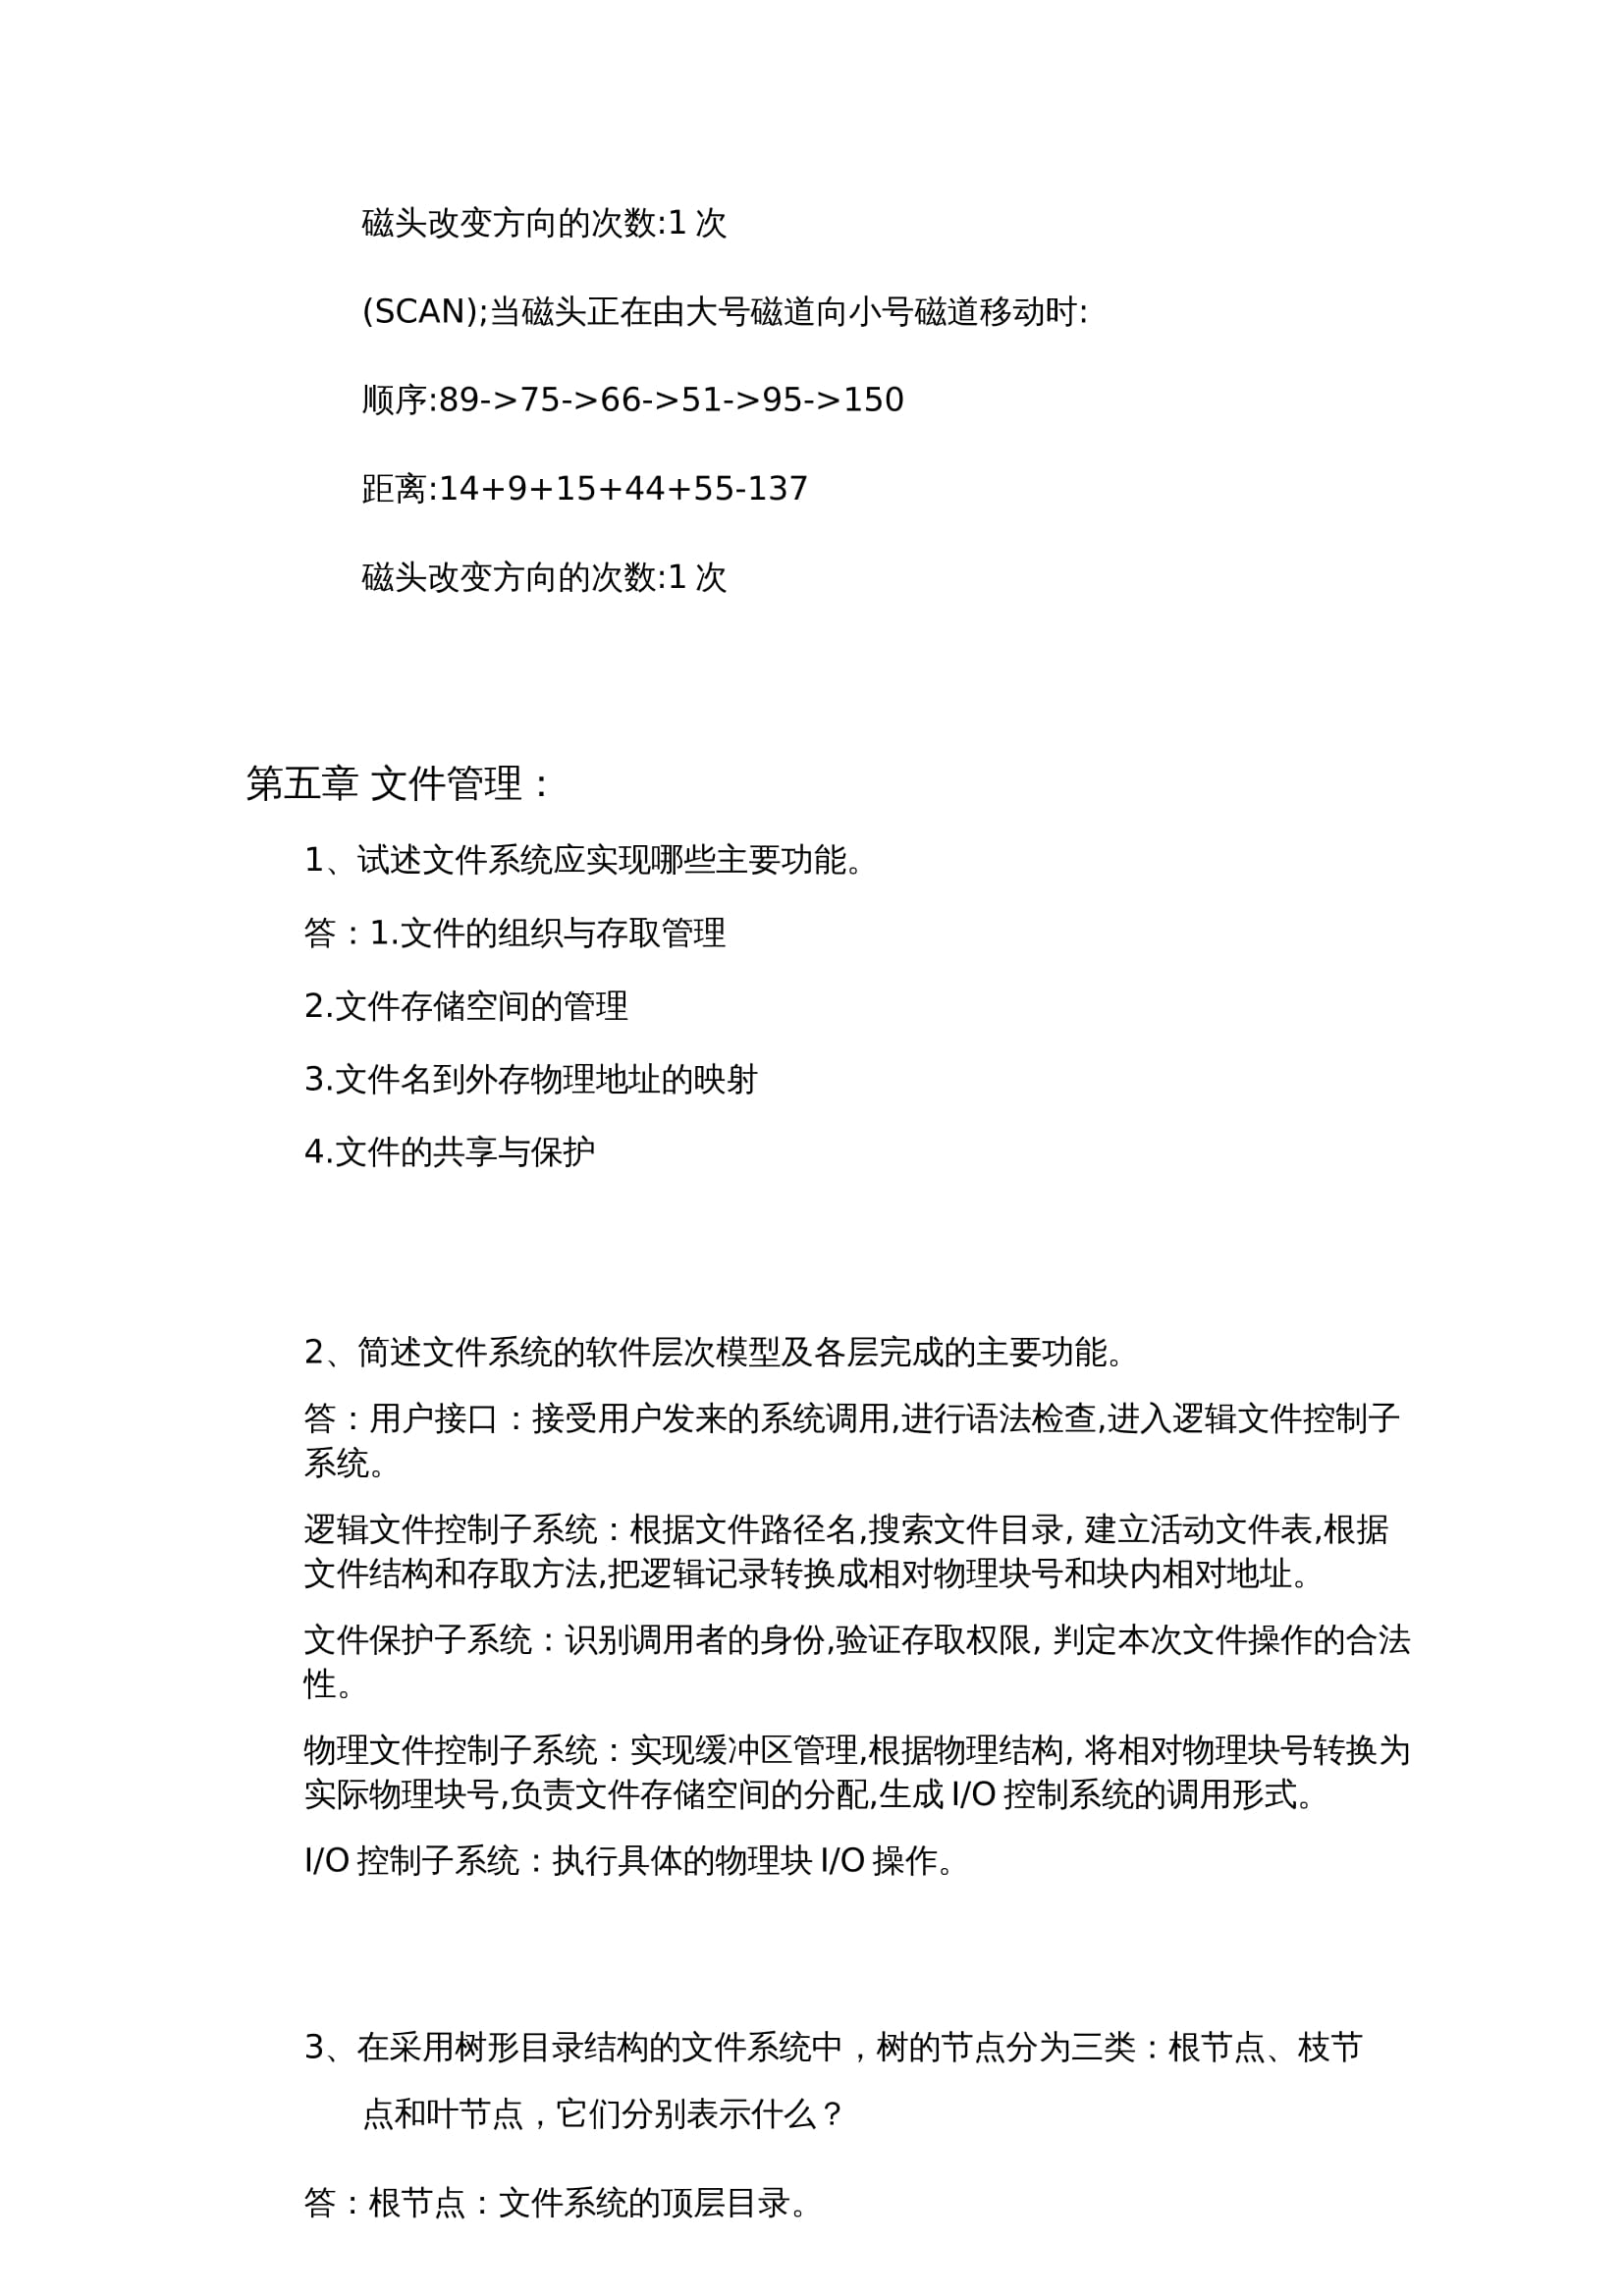 磁头改变方向的次数:1 次
(SCAN);当磁头正在由大号磁道向小号磁道移动时:
顺序:89->75->66->51->95->150
距离:14+9+15+44+55-137
磁头改变方向的次数:1 次
第五章 文件管理：
1、试述文件系统应实现哪些主要功能。
答：1.文件的组织与存取管理
2.文件存储空间的管理
3.文件名到外存物理地址的映射
4.文件的共享与保护
2、简述文件系统的软件层次模型及各层完成的主要功能。
答：用户接口：接受用户发来的系统调用,进行语法检查,进入逻辑文件控制子
系统。
逻辑文件控制子系统：根据文件路径名,搜索文件目录, 建立活动文件表,根据
文件结构和存取方法,把逻辑记录转换成相对物理块号和块内相对地址。
文件保护子系统：识别调用者的身份,验证存取权限, 判定本次文件操作的合法
性。
物理文件控制子系统：实现缓冲区管理,根据物理结构, 将相对物理块号转换为
实际物理块号,负责文件存储空间的分配,生成 I/O 控制系统的调用形式。
I/O 控制子系统：执行具体的物理块 I/O 操作。
3、在采用树形目录结构的文件系统中，树的节点分为三类：根节点、枝节
点和叶节点，它们分别表示什么？
答：根节点：文件系统的顶层目录。